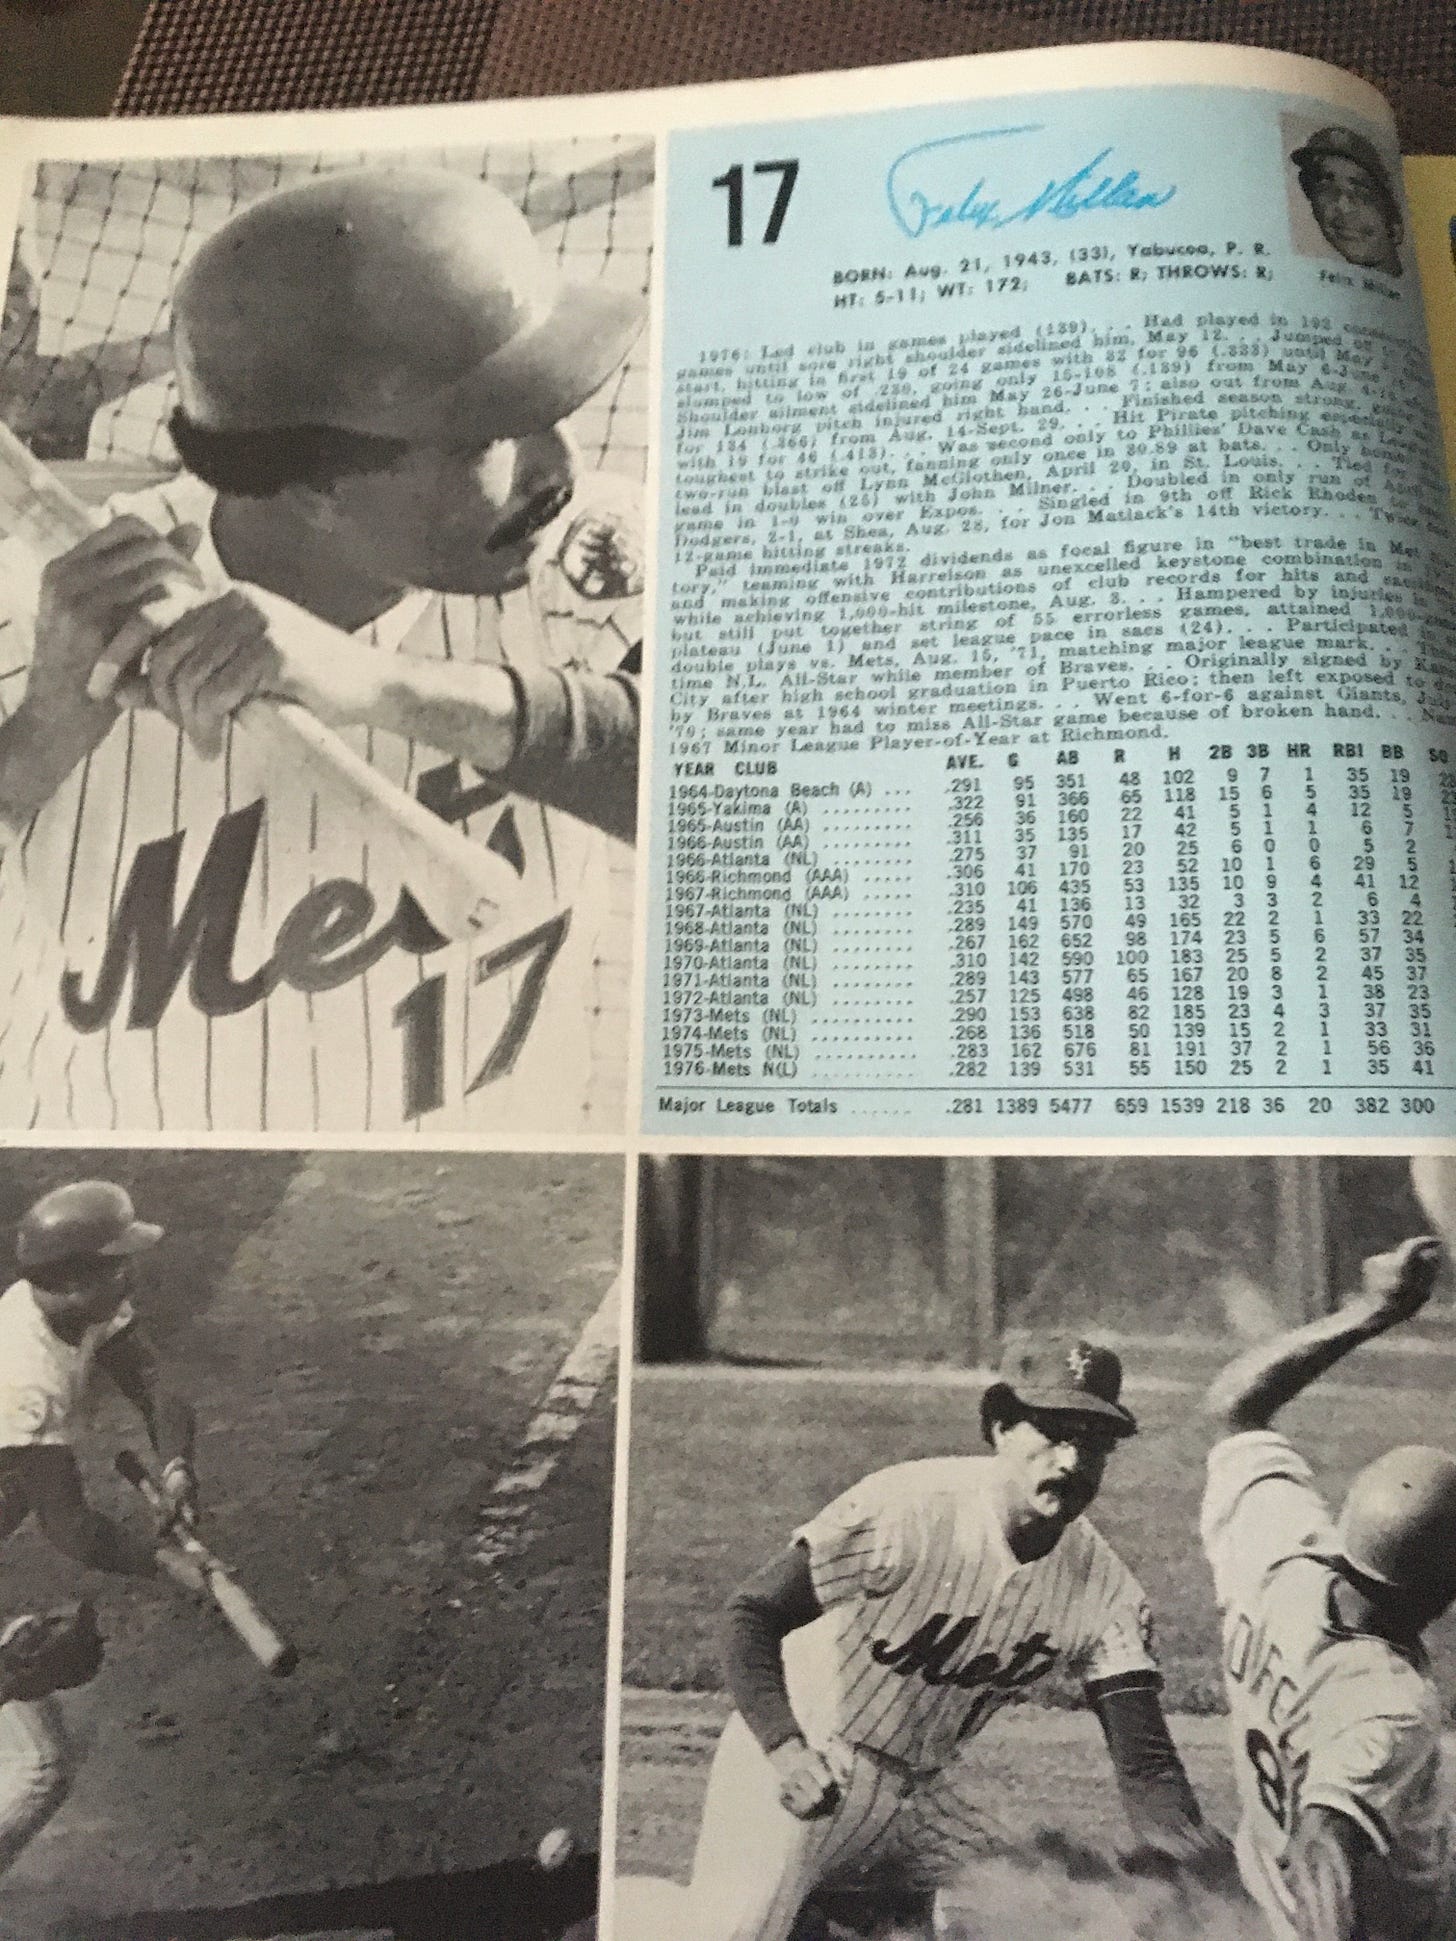 17
Felix Millan
BORN: Aug. 21, 1943, (33), Yabucoa, P. R.
HT: 5-11; WT: 172; BATS: R; THROWS: R;
Felix Millan
1976: Led club in games played (139). . . Had played in 192
games until sore right shoulder sidelined him, May 12. . . Jumped
start, hitting in first 19 of 24 games with 32 for 96 (.333) until May
slumped to low of .230, going only 15-108 (.139) from May 6-June
Shoulder ailment sidelined him May 26-June 7; also out from Aug.
Jim Lonborg pitch injured right hand. . . Finished season strong,
for 134 (.366) from Aug. 14-Sept. 29. . . Hit Pirate pitching especially
with 19 for 46 (.413). . . Was second only to Phillies' Dave Cash as
toughest to strike out, fanning only once in 30.89 at bats. . . Only
two-run blast off Lynn McGlothen, April 20, in St. Louis. . . Tied for
lead in doubles (25) with John Milner. . . Doubled in only run of
game in 1-0 win over Expos. . . Singled in 9th off Rick Rhoden
Dodgers, 2-1, at Shea, Aug. 28, for Jon Matlack's 14th victory. . .
12-game hitting streaks.
Paid immediate 1972 dividends as focal figure in "best trade in Met
tory," teaming with Harrelson as unexcelled keystone combination
and making offensive contributions of club records for hits and
while achieving 1,000-hit milestone, Aug. 3. . . Hampered by injuries
but still put together string of 55 errorless games, attained
plateau (June 1) and set league pace in sacs (24). . . Participated
double plays vs. Mets, Aug. 15, '71, matching major league mark. . .
time N.L. All-Star while member of Braves. . . Originally signed by
City after high school graduation in Puerto Rico; then left exposed to
by Braves at 1964 winter meetings. . . Went 6-for-6 against Giants,
'70; same year had to miss All-Star game because of broken hand. . .
1967 Minor League Player-of-Year at Richmond.
YEAR CLUB AVE. G AB R H 2B 3B HR RBI BB SO
1964-Daytona Beach (A) ... .291 95 351 48 102 9 7 1 35 19
1965-Yakima (A) .......... .322 91 366 65 118 15 6 5 35 19
1965-Austin (AA) ......... .256 36 160 22 41 5 1 4 12 5
1966-Austin (AA) ......... .311 35 135 17 42 5 1 1 6 7
1966-Atlanta (NL) ........ .275 37 91 20 25 6 0 0 5 2
1966-Richmond (AAA) ..... .306 41 170 23 52 10 1 6 29 5
1967-Richmond (AAA) ..... .310 106 435 53 135 10 9 4 41 12
1967-Atlanta (NL) ........ .235 41 136 13 32 3 3 2 6 4
1968-Atlanta (NL) ........ .289 149 570 49 165 22 2 1 33 22
1969-Atlanta (NL) ........ .267 162 652 98 174 23 5 6 57 34
1970-Atlanta (NL) ........ .310 142 590 100 183 25 5 2 37 35
1971-Atlanta (NL) ........ .289 143 577 65 167 20 8 2 45 37
1972-Atlanta (NL) ........ .257 125 498 46 128 19 3 1 38 23
1973-Mets (NL) .......... .290 153 638 82 185 23 4 3 37 35
1974-Mets (NL) .......... .268 136 518 50 139 15 2 1 33 31
1975-Mets (NL) .......... .283 162 676 81 191 37 2 1 56 36
1976-Mets N(L) .......... .282 139 531 55 150 25 2 1 35 41
Major League Totals ...... .281 1389 5477 659 1539 218 36 20 382 300
Me
17
Mets
8